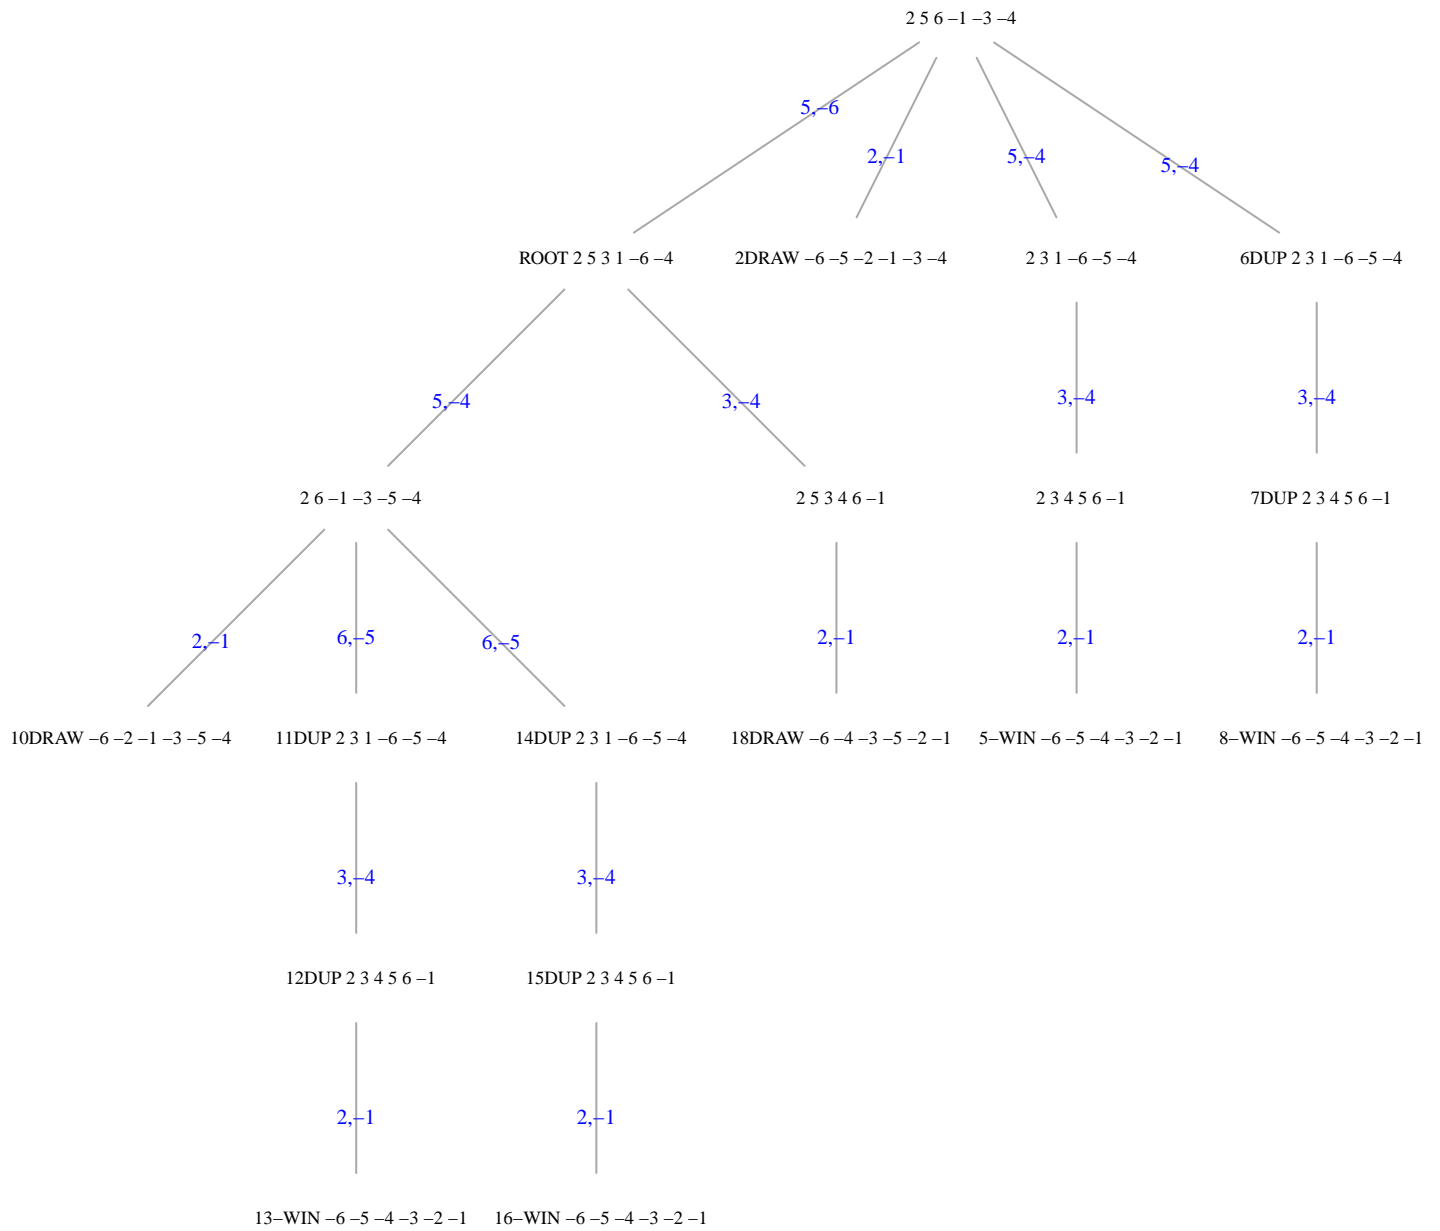 2 5 6 –1 –3 –4
5,–6
2,–1
5,–4
5,–4
ROOT 2 5 3 1 –6 –4
2DRAW –6 –5 –2 –1 –3 –4
2 3 1 –6 –5 –4
6DUP 2 3 1 –6 –5 –4
5,–4
3,–4
3,–4
3,–4
2 6 –1 –3 –5 –4
2 5 3 4 6 –1
2 3 4 5 6 –1
7DUP 2 3 4 5 6 –1
2,–1
6,–5
6,–5
2,–1
2,–1
2,–1
10DRAW –6 –2 –1 –3 –5 –4
11DUP 2 3 1 –6 –5 –4
14DUP 2 3 1 –6 –5 –4
18DRAW –6 –4 –3 –5 –2 –1
5–WIN –6 –5 –4 –3 –2 –1
8–WIN –6 –5 –4 –3 –2 –1
3,–4
3,–4
12DUP 2 3 4 5 6 –1
15DUP 2 3 4 5 6 –1
2,–1
2,–1
13–WIN –6 –5 –4 –3 –2 –1
16–WIN –6 –5 –4 –3 –2 –1